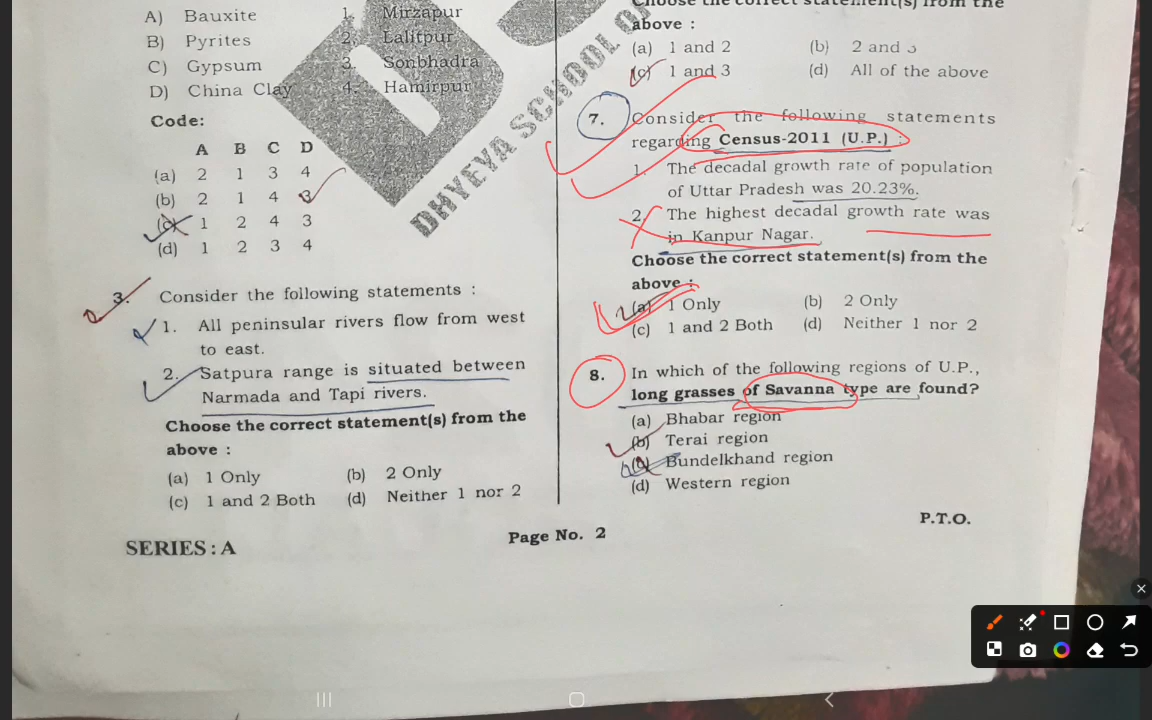 A) Bauxite 1. Mirzapur
B) Pyrites 2. Lalitpur
C) Gypsum 3. Sonbhadra
D) China Clay 4. Hamirpur
Code:
A B C D
(a) 2 1 3 4
(b) 2 1 4 3
(c) 1 2 4 3
(d) 1 2 3 4
3. Consider the following statements :
1. All peninsular rivers flow from west
to east.
2. Satpura range is situated between
Narmada and Tapi rivers.
Choose the correct statement(s) from the
above :
(a) 1 Only (b) 2 Only
(c) 1 and 2 Both (d) Neither 1 nor 2
SERIES : A
DHYEYA SCHOOL OF
Choose the correct statement(s) from the
above :
(a) 1 and 2 (b) 2 and 3
(c) 1 and 3 (d) All of the above
7. Consider the following statements
regarding Census-2011 (U.P.) :
1. The decadal growth rate of population
of Uttar Pradesh was 20.23%.
2. The highest decadal growth rate was
in Kanpur Nagar.
Choose the correct statement(s) from the
above :
(a) 1 Only (b) 2 Only
(c) 1 and 2 Both (d) Neither 1 nor 2
8. In which of the following regions of U.P.,
long grasses of Savanna type are found?
(a) Bhabar region
(b) Terai region
(c) Bundelkhand region
(d) Western region
Page No. 2
P.T.O.